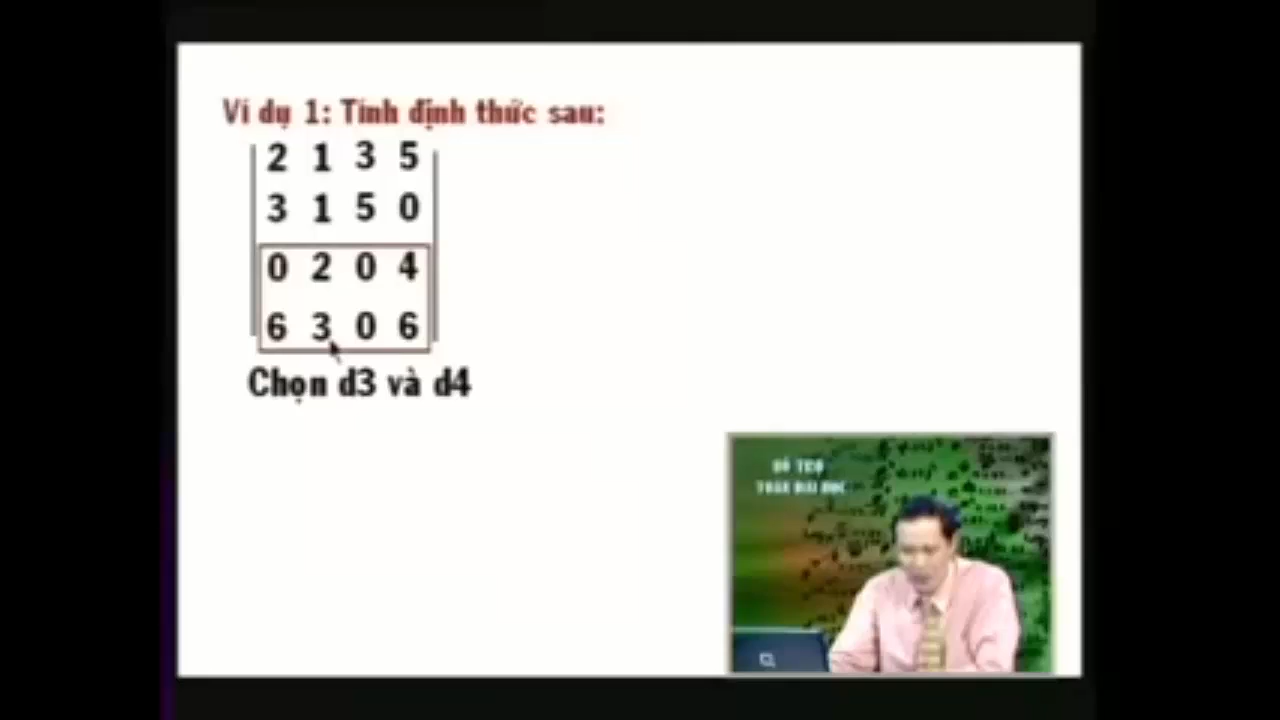 Ví dụ 1: Tính định thức sau:
2 1 3 5
3 1 5 0
0 2 0 4
6 3 0 6
Chọn d3 và d4